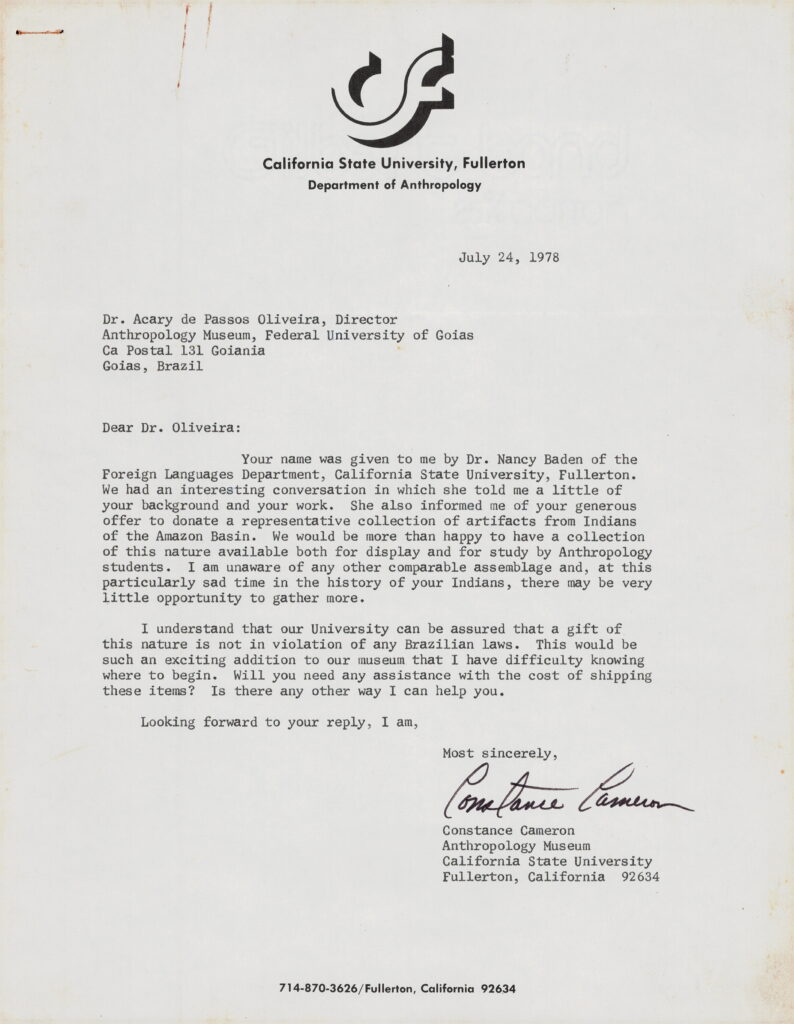 California State University, Fullerton
Department of Anthropology
July 24, 1978
Dr. Acary de Passos Oliveira, Director
Anthropology Museum, Federal University of Goias
Ca Postal 131 Goiania
Goias, Brazil
Dear Dr. Oliveira:
Your name was given to me by Dr. Nancy Baden of the
Foreign Languages Department, California State University, Fullerton.
We had an interesting conversation in which she told me a little of
your background and your work. She also informed me of your generous
offer to donate a representative collection of artifacts from Indians
of the Amazon Basin. We would be more than happy to have a collection
of this nature available both for display and for study by Anthropology
students. I am unaware of any other comparable assemblage and, at this
particularly sad time in the history of your Indians, there may be very
little opportunity to gather more.
I understand that our University can be assured that a gift of
this nature is not in violation of any Brazilian laws. This would be
such an exciting addition to our museum that I have difficulty knowing
where to begin. Will you need any assistance with the cost of shipping
these items? Is there any other way I can help you.
Looking forward to your reply, I am,
Most sincerely,
Constance Cameron
Constance Cameron
Anthropology Museum
California State University
Fullerton, California 92634
714-870-3626/Fullerton, California 92634